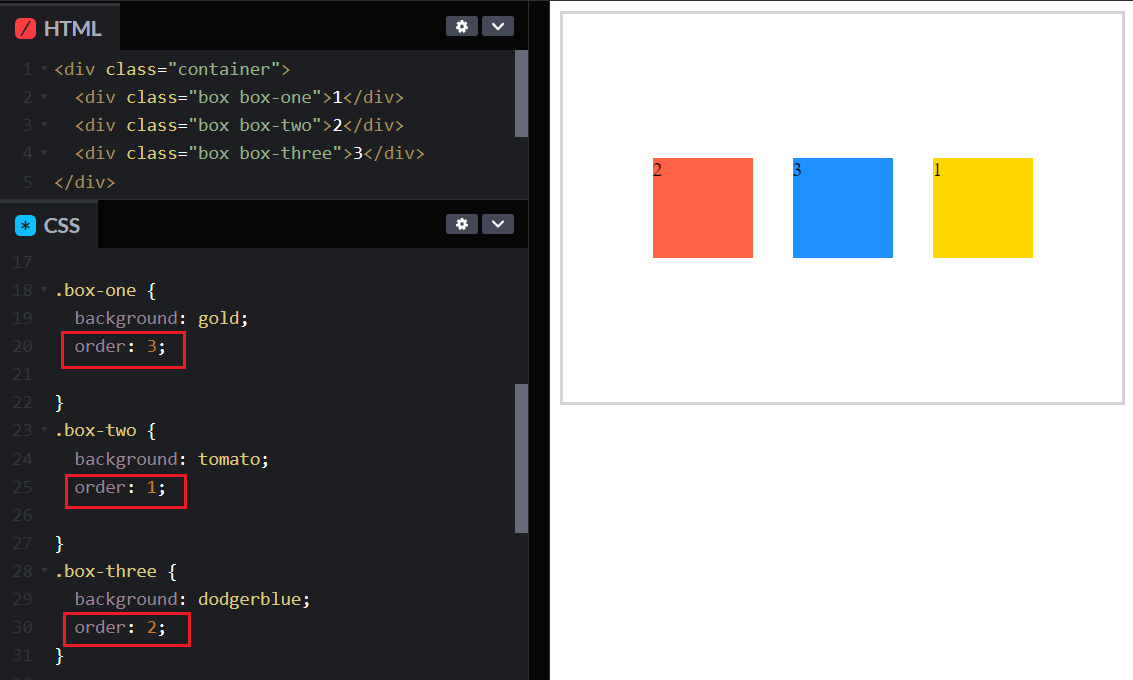 HTML
1 <div class="container">
2 <div class="box box-one">1</div>
3 <div class="box box-two">2</div>
4 <div class="box box-three">3</div>
5 </div>
CSS
17
18 .box-one {
19 background: gold;
20 order: 3;
21
22 }
23 .box-two {
24 background: tomato;
25 order: 1;
26
27 }
28 .box-three {
29 background: dodgerblue;
30 order: 2;
31 }
2 3 1